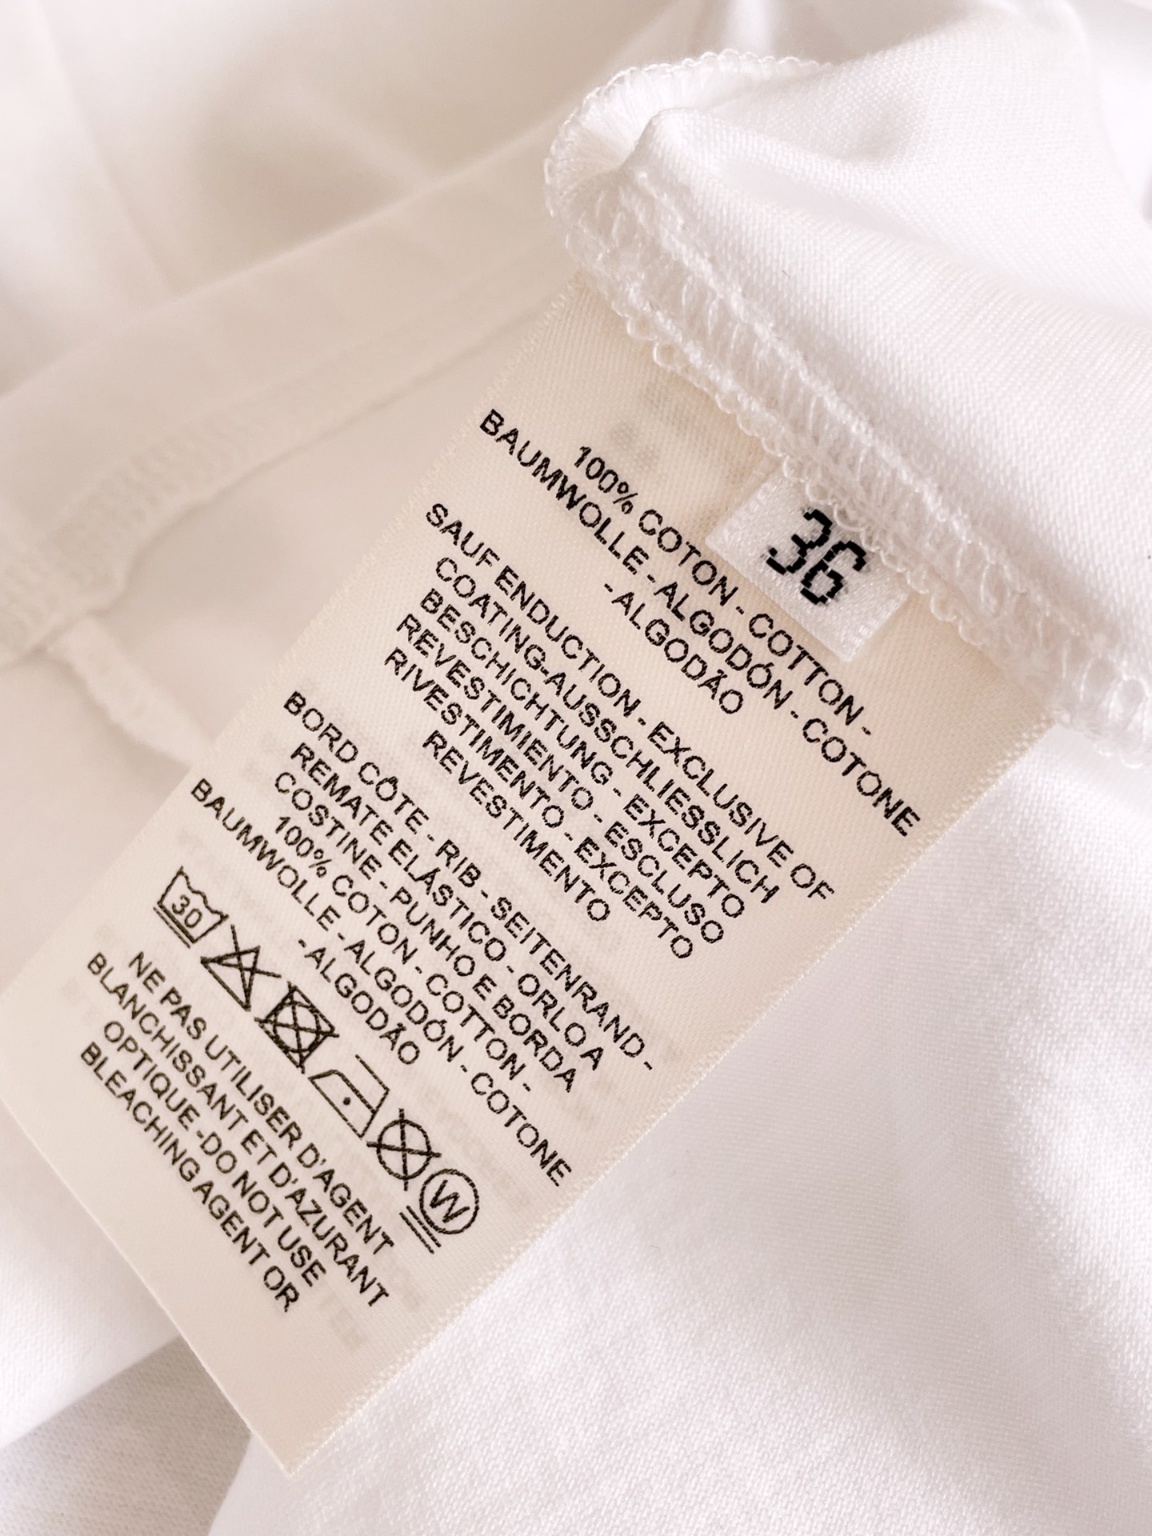 36
100% COTON - COTTON -
BAUMWOLLE - ALGODÓN - COTONE
- ALGODÃO
SAUF ENDUCTION - EXCLUSIVE OF
COATING-AUSSCHLIESSLICH
BESCHICHTUNG - EXCEPTO
REVESTIMIENTO - ESCLUSO
RIVESTIMENTO - EXCEPTO
REVESTIMENTO
BORD CÔTE - RIB - SEITENRAND -
REMATE ELÁSTICO - ORLO A
COSTINE - PUNHO E BORDA
100% COTON - COTTON -
BAUMWOLLE - ALGODÓN - COTONE
- ALGODÃO
30
W
NE PAS UTILISER D'AGENT
BLANCHISSANT ET D'AZURANT
OPTIQUE -DO NOT USE
BLEACHING AGENT OR